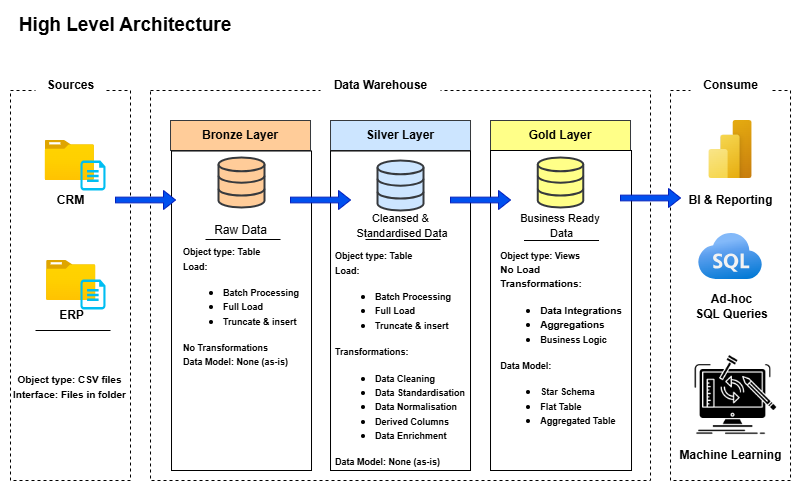 High Level Architecture
Sources
CRM
ERP
Object type: CSV files
Interface: Files in folder
Data Warehouse
Bronze Layer
Raw Data
Object type: Table
Load:
Batch Processing
Full Load
Truncate & insert
No Transformations
Data Model: None (as-is)
Silver Layer
Cleansed &
Standardised Data
Object type: Table
Load:
Batch Processing
Full Load
Truncate & insert
Transformations:
Data Cleaning
Data Standardisation
Data Normalisation
Derived Columns
Data Enrichment
Data Model: None (as-is)
Gold Layer
Business Ready
Data
Object type: Views
No Load
Transformations:
Data Integrations
Aggregations
Business Logic
Data Model:
Star Schema
Flat Table
Aggregated Table
Consume
BI & Reporting
SQL
Ad-hoc
SQL Queries
Machine Learning